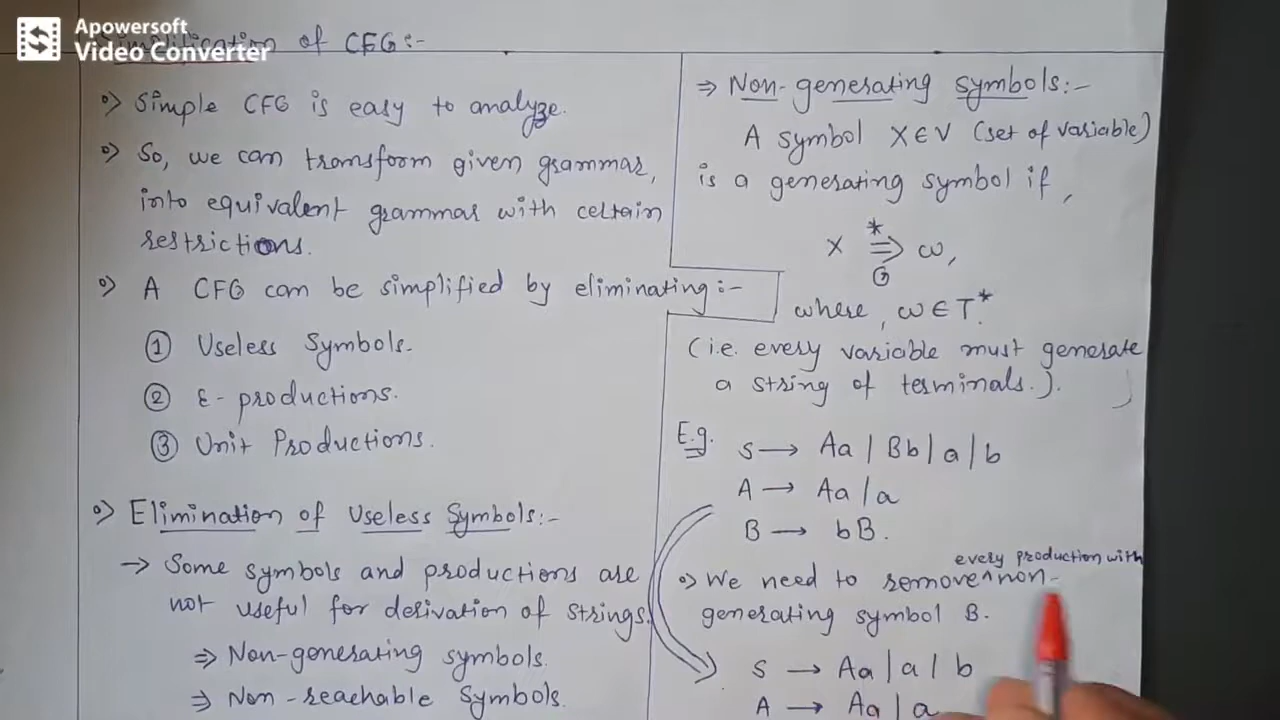 Apowersoft
Video Converter
Simplification of CFG:-
Simple CFG is easy to analyze.
So, we can transform given grammar,
into equivalent grammar with certain
restrictions.
A CFG can be simplified by eliminating:-
① Useless Symbols.
② ε-productions.
③ Unit Productions.
Elimination of Useless Symbols:-
→ Some symbols and productions are
not useful for derivation of strings.
⇒ Non-generating symbols.
⇒ Non-reachable symbols.
⇒ Non-generating symbols:-
A symbol X∈V (set of variable)
is a generating symbol if,
*
X ⇒ w,
G
where, w∈T*.
(i.e. every variable must generate
a string of terminals.).
E.g. S → Aa | Bb | a | b
A → Aa | a
B → bB.
every production with
We need to remove ^ non-
generating symbol B.
S → Aa | a | b
A → Aa | a